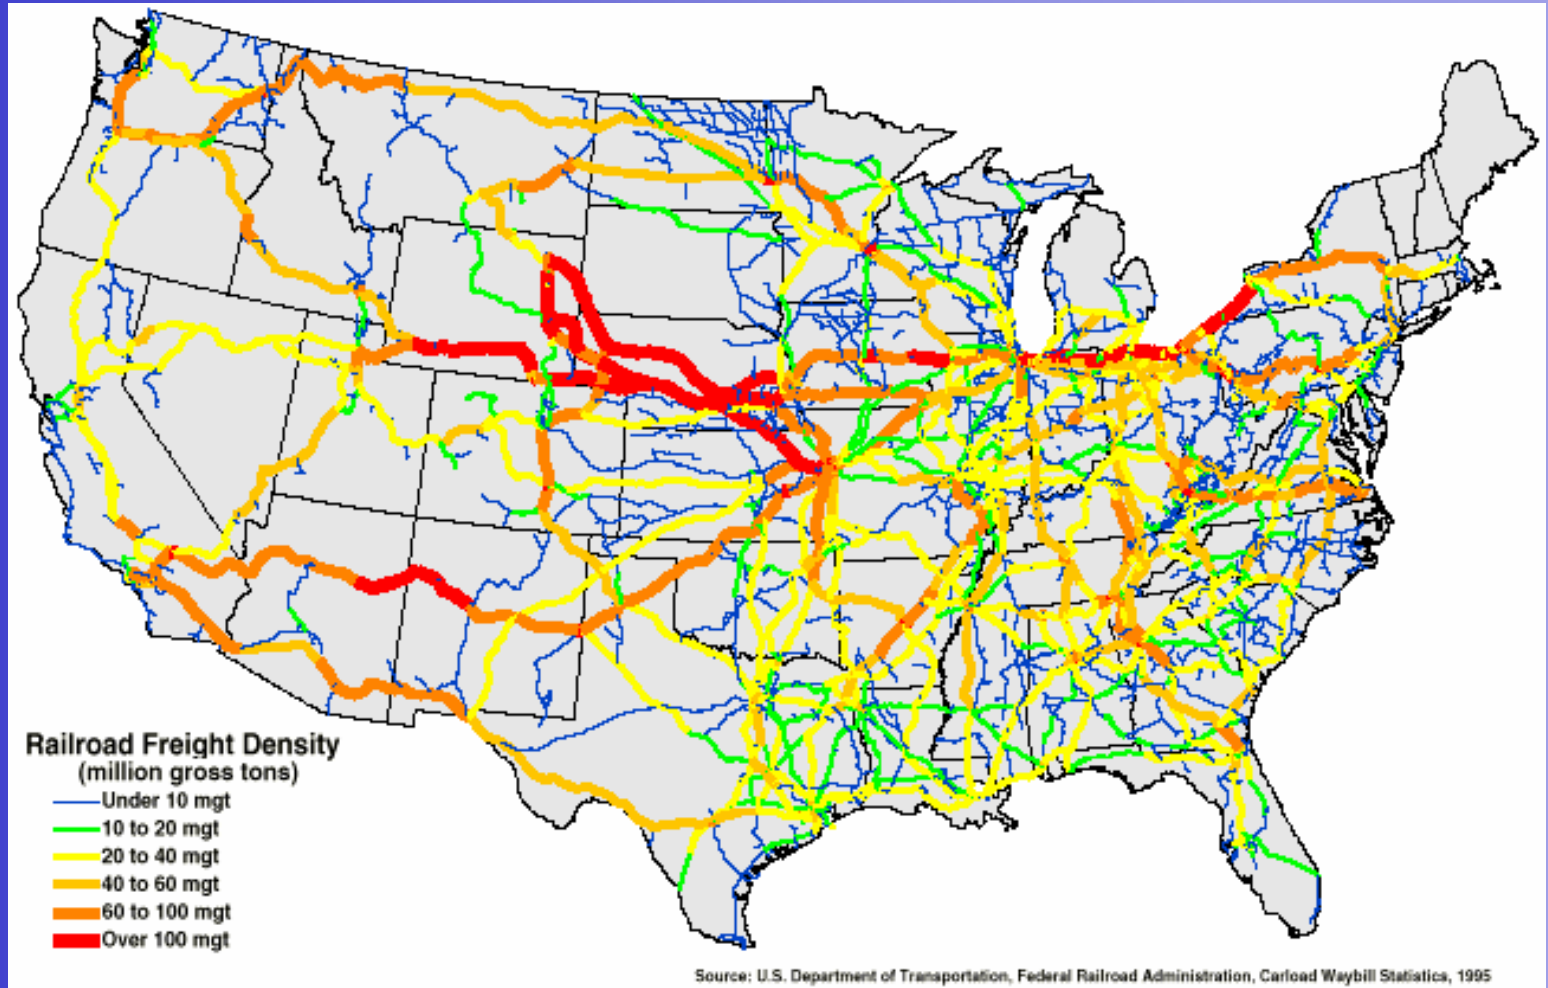 Railroad Freight Density
(million gross tons)
Under 10 mgt
10 to 20 mgt
20 to 40 mgt
40 to 60 mgt
60 to 100 mgt
Over 100 mgt
Source: U.S. Department of Transportation, Federal Railroad Administration, Carload Waybill Statistics, 1995